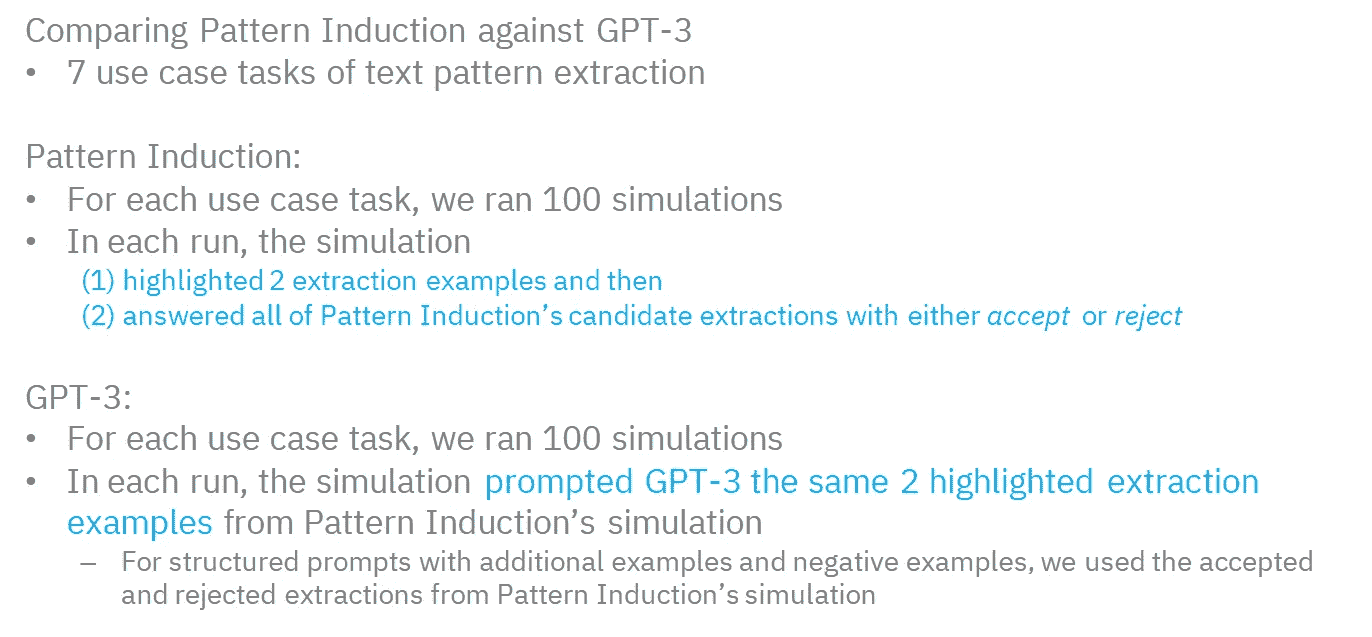 Comparing Pattern Induction against GPT-3
• 7 use case tasks of text pattern extraction
Pattern Induction:
• For each use case task, we ran 100 simulations
• In each run, the simulation
(1) highlighted 2 extraction examples and then
(2) answered all of Pattern Induction's candidate extractions with either accept or reject
GPT-3:
• For each use case task, we ran 100 simulations
• In each run, the simulation prompted GPT-3 the same 2 highlighted extraction
examples from Pattern Induction's simulation
– For structured prompts with additional examples and negative examples, we used the accepted
and rejected extractions from Pattern Induction's simulation